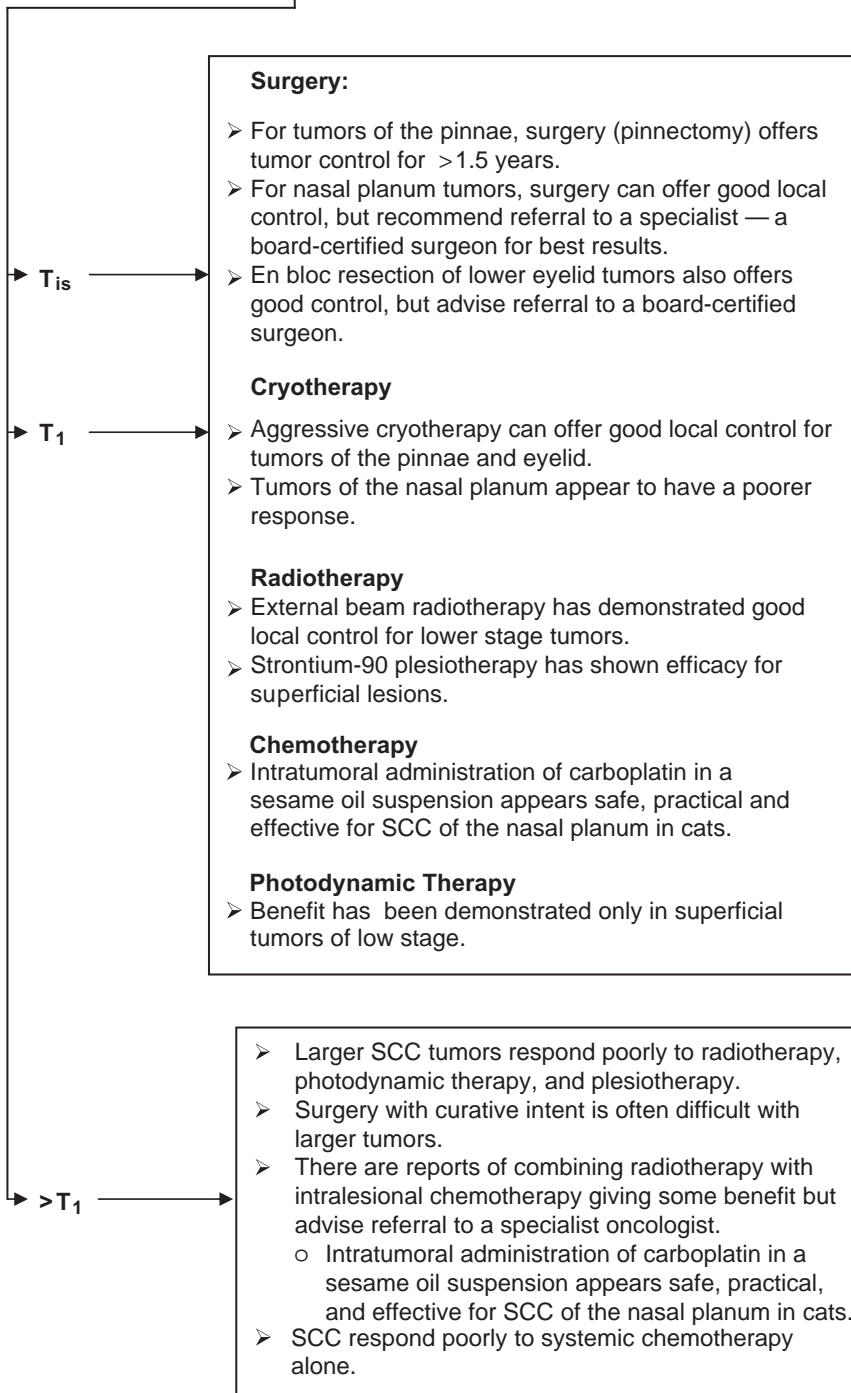 Surgery:
➢ For tumors of the pinnae, surgery (pinnectomy) offers
tumor control for >1.5 years.
➢ For nasal planum tumors, surgery can offer good local
control, but recommend referral to a specialist — a
board-certified surgeon for best results.
Tis
➢ En bloc resection of lower eyelid tumors also offers
good control, but advise referral to a board-certified
surgeon.
Cryotherapy
T1
➢ Aggressive cryotherapy can offer good local control for
tumors of the pinnae and eyelid.
➢ Tumors of the nasal planum appear to have a poorer
response.
Radiotherapy
➢ External beam radiotherapy has demonstrated good
local control for lower stage tumors.
➢ Strontium-90 plesiotherapy has shown efficacy for
superficial lesions.
Chemotherapy
➢ Intratumoral administration of carboplatin in a
sesame oil suspension appears safe, practical and
effective for SCC of the nasal planum in cats.
Photodynamic Therapy
➢ Benefit has been demonstrated only in superficial
tumors of low stage.
➢ Larger SCC tumors respond poorly to radiotherapy,
photodynamic therapy, and plesiotherapy.
➢ Surgery with curative intent is often difficult with
larger tumors.
>T1
➢ There are reports of combining radiotherapy with
intralesional chemotherapy giving some benefit but
advise referral to a specialist oncologist.
o Intratumoral administration of carboplatin in a
sesame oil suspension appears safe, practical,
and effective for SCC of the nasal planum in cats.
➢ SCC respond poorly to systemic chemotherapy
alone.